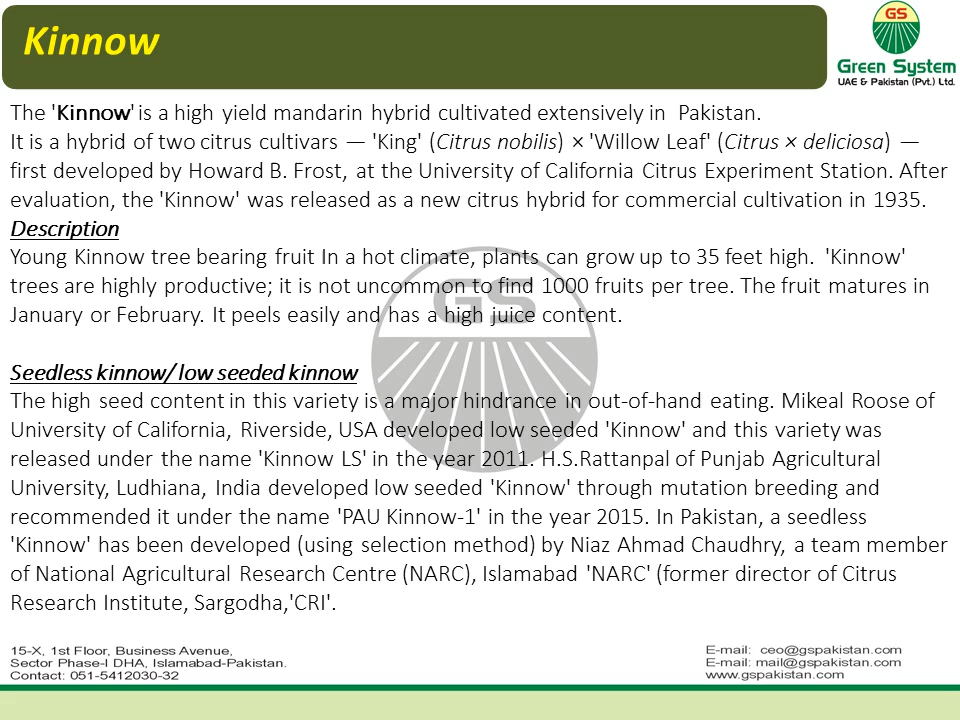 Kinnow
GS
Green System
UAE & Pakistan (Pvt.) Ltd.
The 'Kinnow' is a high yield mandarin hybrid cultivated extensively in Pakistan.
It is a hybrid of two citrus cultivars — 'King' (Citrus nobilis) × 'Willow Leaf' (Citrus × deliciosa) —
first developed by Howard B. Frost, at the University of California Citrus Experiment Station. After
evaluation, the 'Kinnow' was released as a new citrus hybrid for commercial cultivation in 1935.
Description
Young Kinnow tree bearing fruit In a hot climate, plants can grow up to 35 feet high. 'Kinnow'
trees are highly productive; it is not uncommon to find 1000 fruits per tree. The fruit matures in
January or February. It peels easily and has a high juice content.
GS
Seedless kinnow/ low seeded kinnow
The high seed content in this variety is a major hindrance in out-of-hand eating. Mikeal Roose of
University of California, Riverside, USA developed low seeded 'Kinnow' and this variety was
released under the name 'Kinnow LS' in the year 2011. H.S.Rattanpal of Punjab Agricultural
University, Ludhiana, India developed low seeded 'Kinnow' through mutation breeding and
recommended it under the name 'PAU Kinnow-1' in the year 2015. In Pakistan, a seedless
'Kinnow' has been developed (using selection method) by Niaz Ahmad Chaudhry, a team member
of National Agricultural Research Centre (NARC), Islamabad 'NARC' (former director of Citrus
Research Institute, Sargodha,'CRI'.
15-X, 1st Floor, Business Avenue,
Sector Phase-I DHA, Islamabad-Pakistan.
Contact: 051-5412030-32
E-mail: ceo@gspakistan.com
E-mail: mail@gspakistan.com
www.gspakistan.com